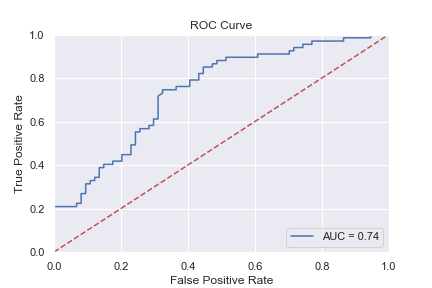 ROC Curve
1.0
0.8
0.6
0.4
0.2
0.0
True Positive Rate
AUC = 0.74
0.0 0.2 0.4 0.6 0.8 1.0
False Positive Rate